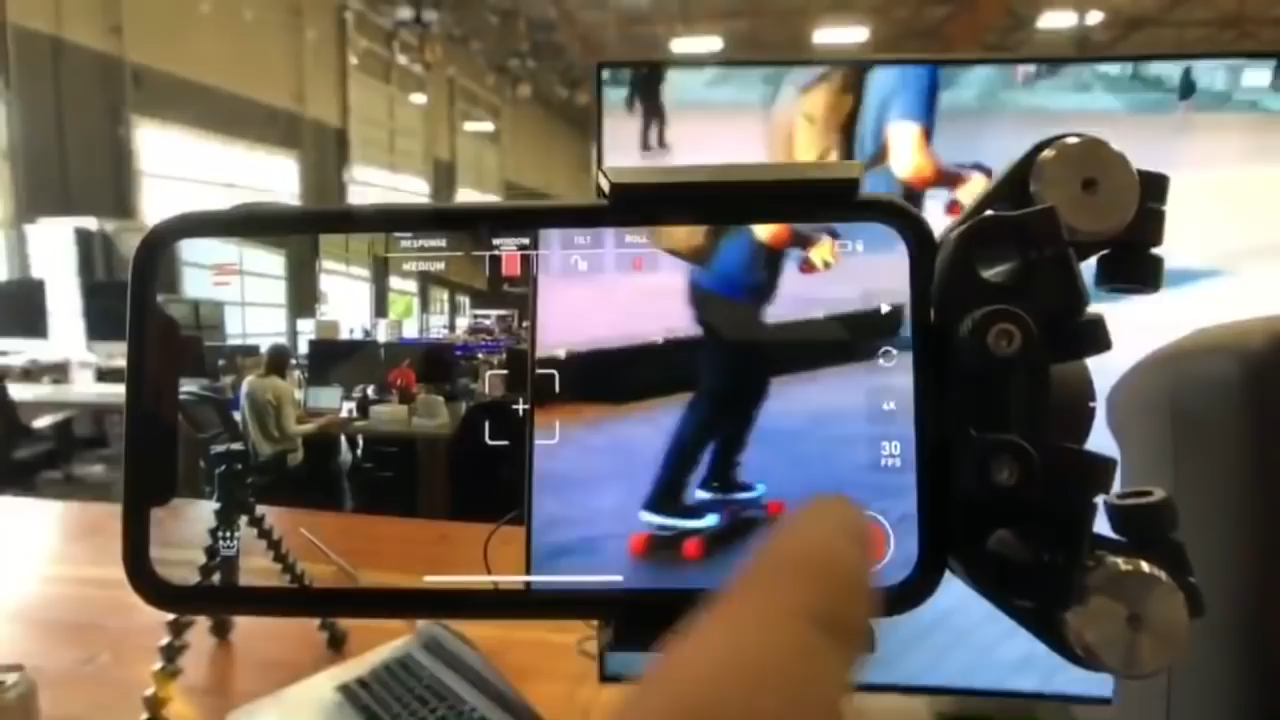 RESPONSE
WINDOW
TILT
ROLL
MEDIUM
4K
30
FPS